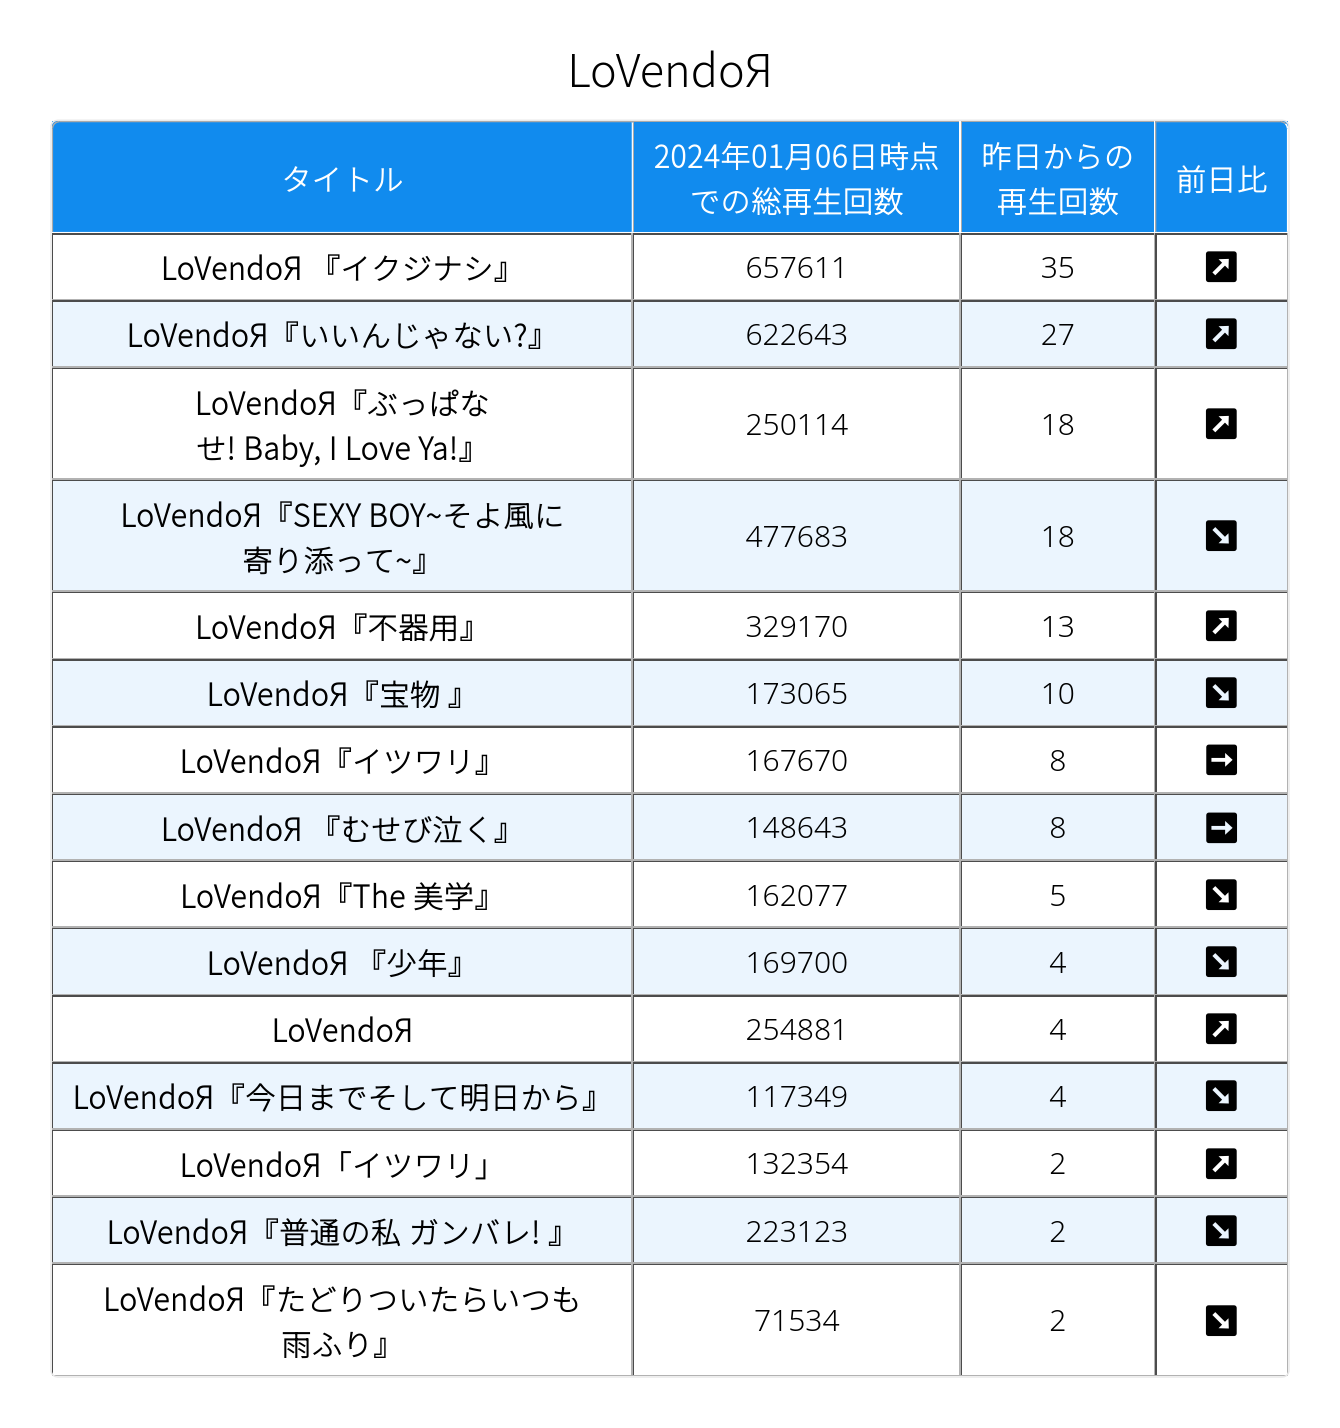 LoVendoЯ
タイトル
2024年01月06日時点
での総再生回数
昨日からの
再生回数
前日比
LoVendoЯ 『イクジナシ』
657611
35
LoVendoЯ『いいんじゃない?』
622643
27
LoVendoЯ『ぶっぱな
せ! Baby, I Love Ya!』
250114
18
LoVendoЯ『SEXY BOY~そよ風に
寄り添って~』
477683
18
LoVendoЯ『不器用』
329170
13
LoVendoЯ『宝物 』
173065
10
LoVendoЯ『イツワリ』
167670
8
LoVendoЯ 『むせび泣く』
148643
8
LoVendoЯ『The 美学』
162077
5
LoVendoЯ 『少年』
169700
4
LoVendoЯ
254881
4
LoVendoЯ『今日までそして明日から』
117349
4
LoVendoЯ「イツワリ」
132354
2
LoVendoЯ『普通の私 ガンバレ! 』
223123
2
LoVendoЯ『たどりついたらいつも
雨ふり』
71534
2